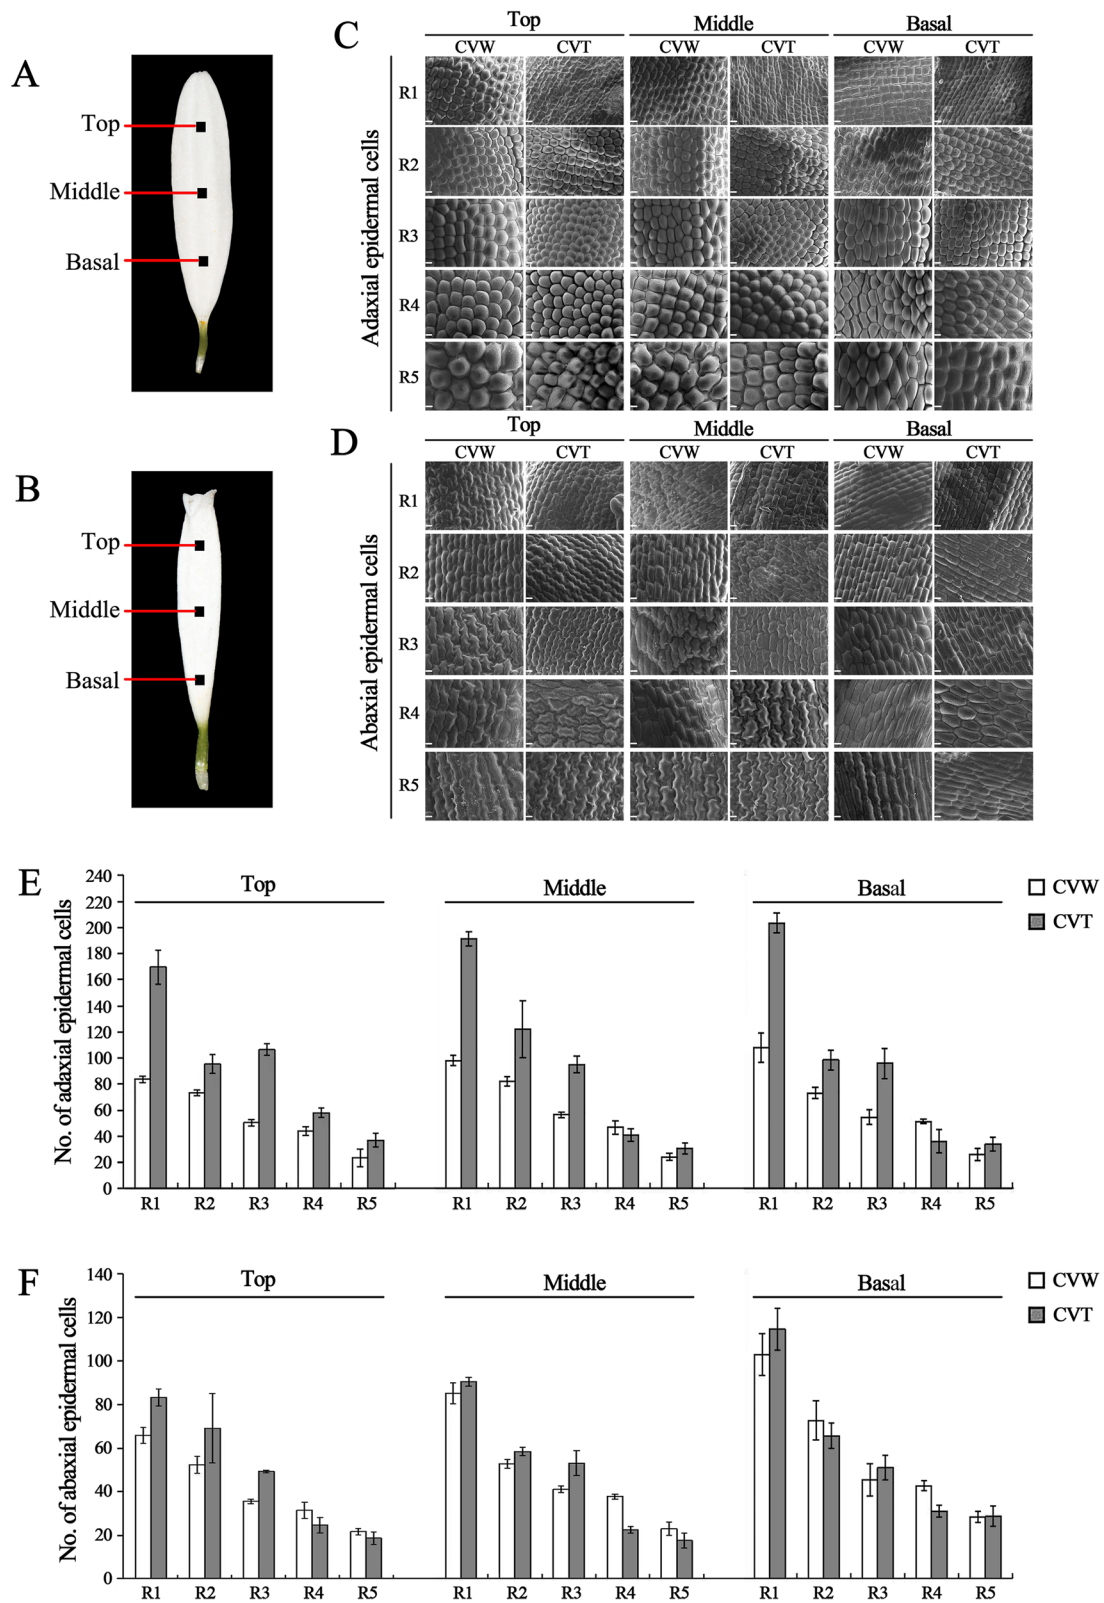 A
Top
Middle
Basal
B
Top
Middle
Basal
C
Top Middle Basal
CVW CVT CVW CVT CVW CVT
Adaxial epidermal cells
R1
R2
R3
R4
R5
D
Top Middle Basal
CVW CVT CVW CVT CVW CVT
Abaxial epidermal cells
R1
R2
R3
R4
R5
E
Top Middle Basal
CVW
CVT
No. of adaxial epidermal cells
240
220
200
180
160
140
120
100
80
60
40
20
0
R1 R2 R3 R4 R5 R1 R2 R3 R4 R5 R1 R2 R3 R4 R5
F
Top Middle Basal
CVW
CVT
No. of abaxial epidermal cells
140
120
100
80
60
40
20
0
R1 R2 R3 R4 R5 R1 R2 R3 R4 R5 R1 R2 R3 R4 R5